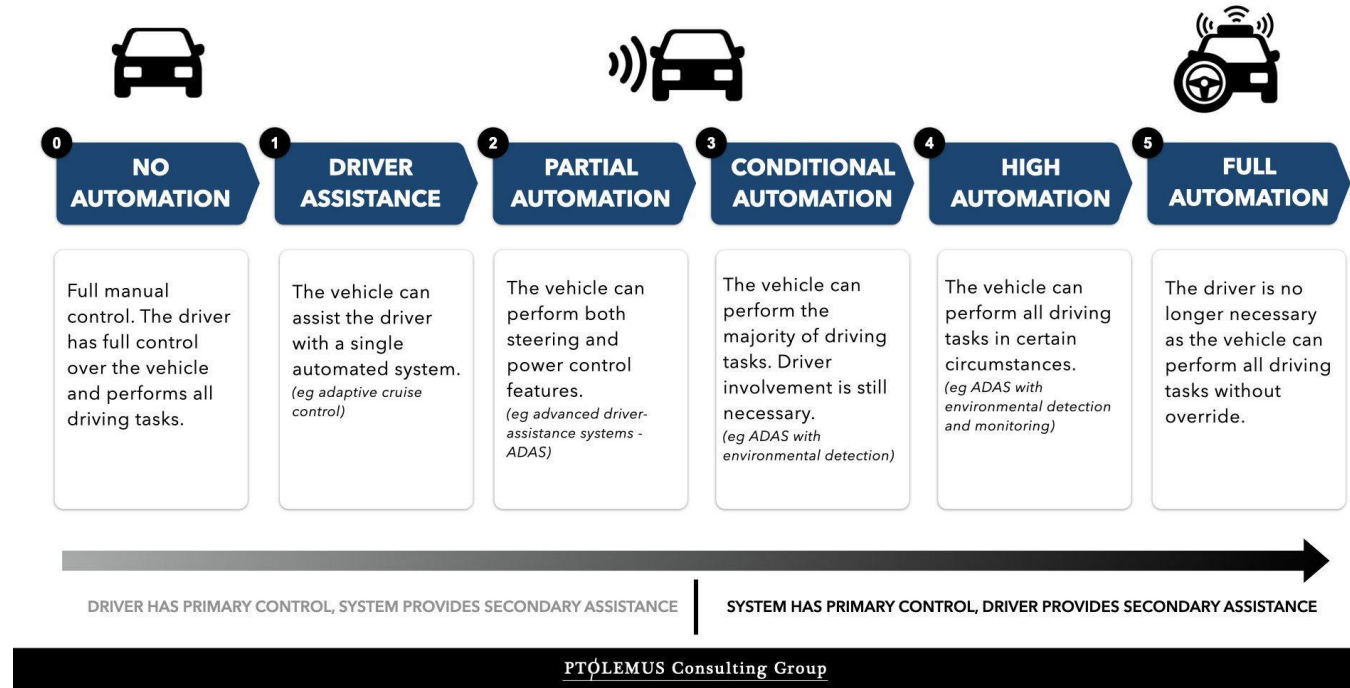 0
NO
AUTOMATION
1
DRIVER
ASSISTANCE
2
PARTIAL
AUTOMATION
3
CONDITIONAL
AUTOMATION
4
HIGH
AUTOMATION
5
FULL
AUTOMATION
Full manual
control. The driver
has full control
over the vehicle
and performs all
driving tasks.
The vehicle can
assist the driver
with a single
automated system.
(eg adaptive cruise
control)
The vehicle can
perform both
steering and
power control
features.
(eg advanced driver-
assistance systems -
ADAS)
The vehicle can
perform the
majority of driving
tasks. Driver
involvement is still
necessary.
(eg ADAS with
environmental detection)
The vehicle can
perform all driving
tasks in certain
circumstances.
(eg ADAS with
environmental detection
and monitoring)
The driver is no
longer necessary
as the vehicle can
perform all driving
tasks without
override.
DRIVER HAS PRIMARY CONTROL, SYSTEM PROVIDES SECONDARY ASSISTANCE
SYSTEM HAS PRIMARY CONTROL, DRIVER PROVIDES SECONDARY ASSISTANCE
PTOLEMUS Consulting Group